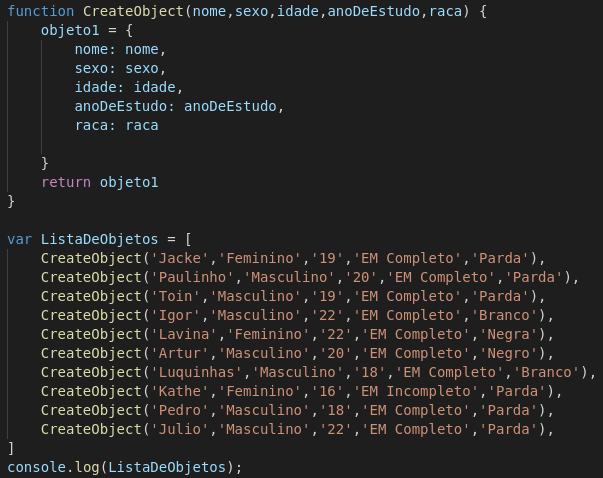 function CreateObject(nome,sexo,idade,anoDeEstudo,raca) {
    objeto1 = {
        nome: nome,
        sexo: sexo,
        idade: idade,
        anoDeEstudo: anoDeEstudo,
        raca: raca

    }
    return objeto1
}

var ListaDeObjetos = [
    CreateObject('Jacke','Feminino','19','EM Completo','Parda'),
    CreateObject('Paulinho','Masculino','20','EM Completo','Parda'),
    CreateObject('Toin','Masculino','19','EM Completo','Parda'),
    CreateObject('Igor','Masculino','22','EM Completo','Branco'),
    CreateObject('Lavina','Feminino','22','EM Completo','Negra'),
    CreateObject('Artur','Masculino','20','EM Completo','Negro'),
    CreateObject('Luquinhas','Masculino','18','EM Completo','Branco'),
    CreateObject('Kathe','Feminino','16','EM Incompleto','Parda'),
    CreateObject('Pedro','Masculino','18','EM Completo','Parda'),
    CreateObject('Julio','Masculino','22','EM Completo','Parda'),
]
console.log(ListaDeObjetos);